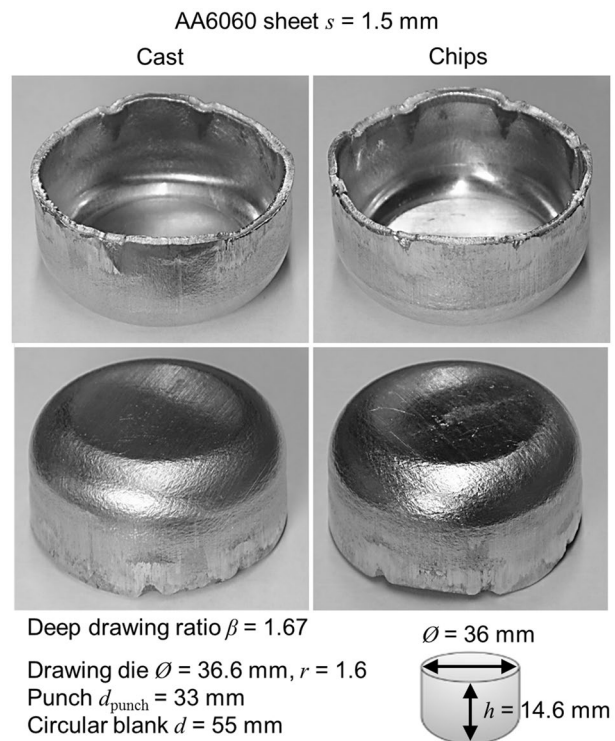 AA6060 sheet s = 1.5 mm
Cast
Chips
Deep drawing ratio β = 1.67
Drawing die Ø = 36.6 mm, r = 1.6
Punch dpunch = 33 mm
Circular blank d = 55 mm
Ø = 36 mm
h = 14.6 mm